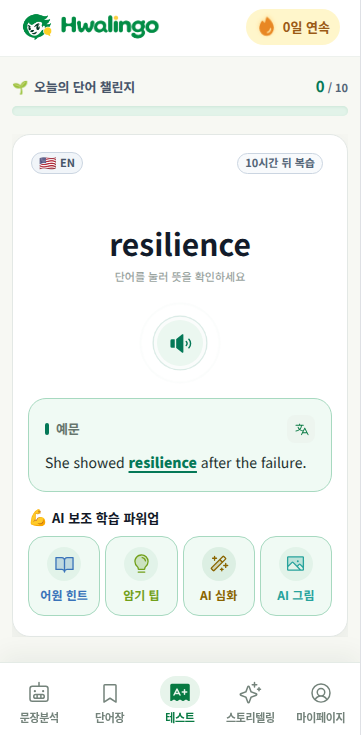 Hwalingo
0일 연속
오늘의 단어 챌린지
0 / 10
EN
10시간 뒤 복습
resilience
단어를 눌러 뜻을 확인하세요
예문
She showed resilience after the failure.
AI 보조 학습 파워업
어원 힌트
암기 팁
AI 심화
AI 그림
A+
문장분석
단어장
테스트
스토리텔링
마이페이지